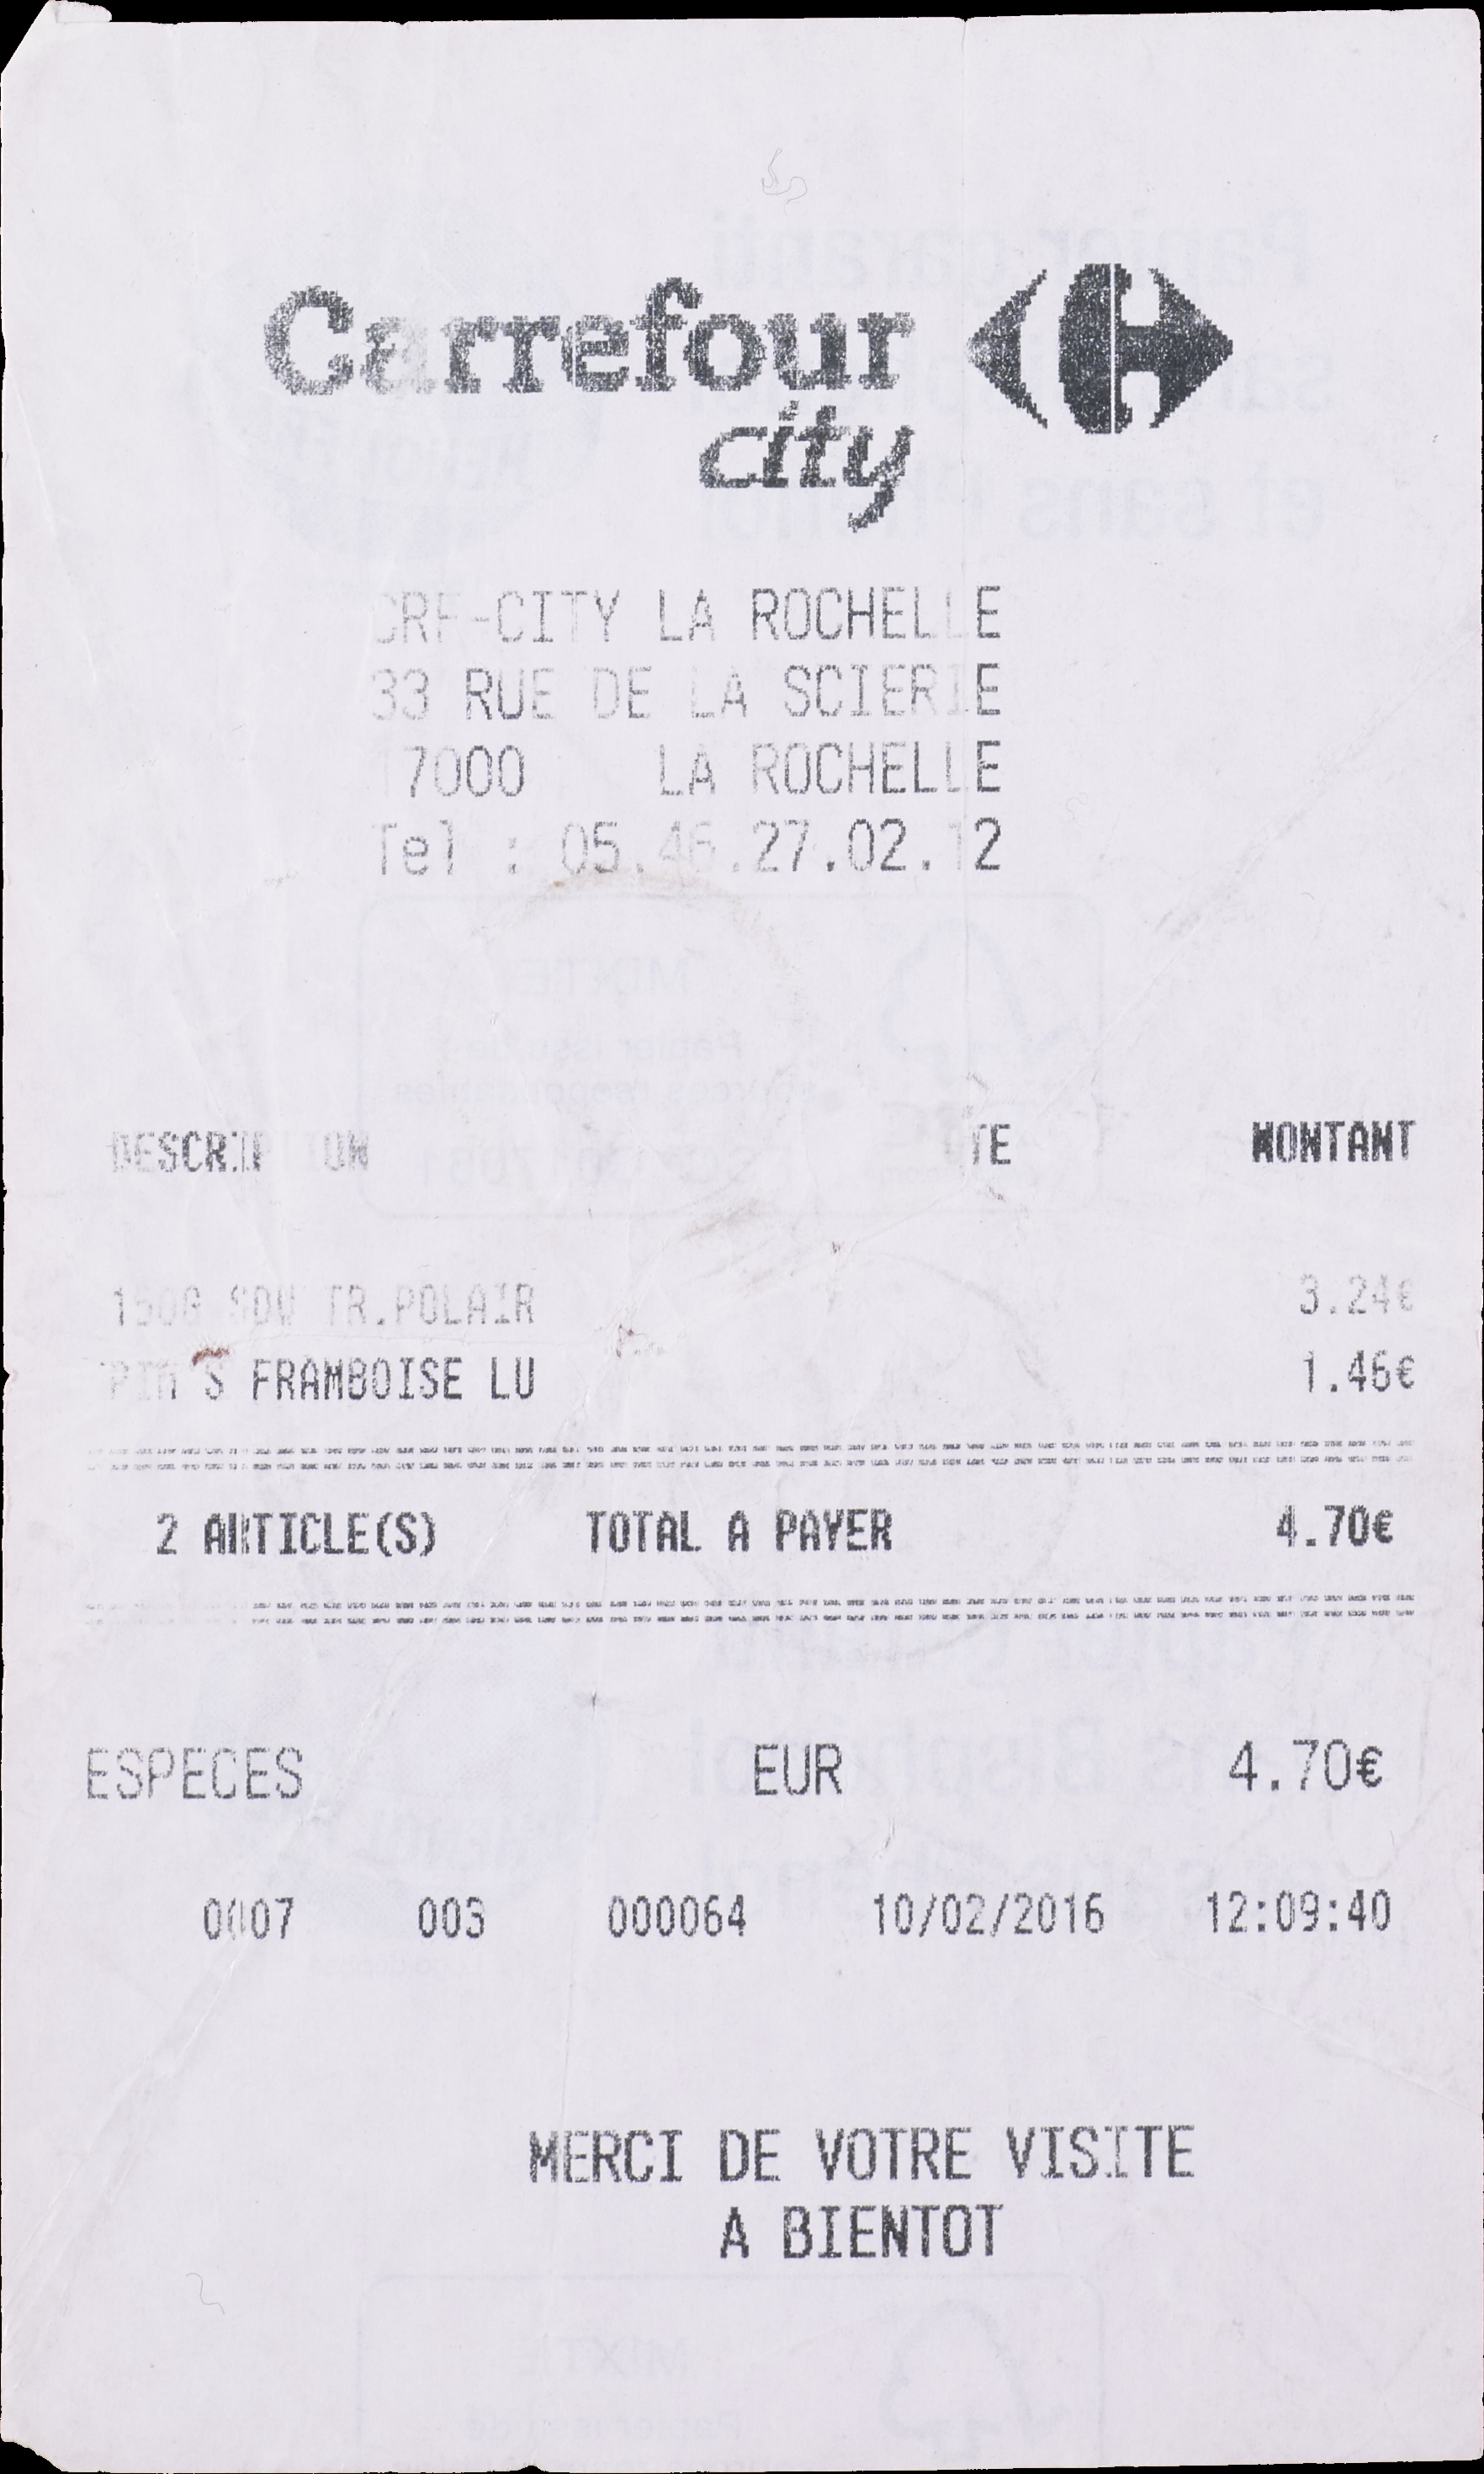 Carrefour
city
CRF-CITY LA ROCHELLE
33 RUE DE LA SCIERIE
17000 LA ROCHELLE
Tel : 05.46.27.02.12
DESCRIPTION QTE MONTANT
150G SDW TR.POLAIR 3.24€
PIM'S FRAMBOISE LU 1.46€
2 ARTICLE(S) TOTAL A PAYER 4.70€
ESPECES EUR 4.70€
0007 003 000064 10/02/2016 12:09:40
MERCI DE VOTRE VISITE
A BIENTOT